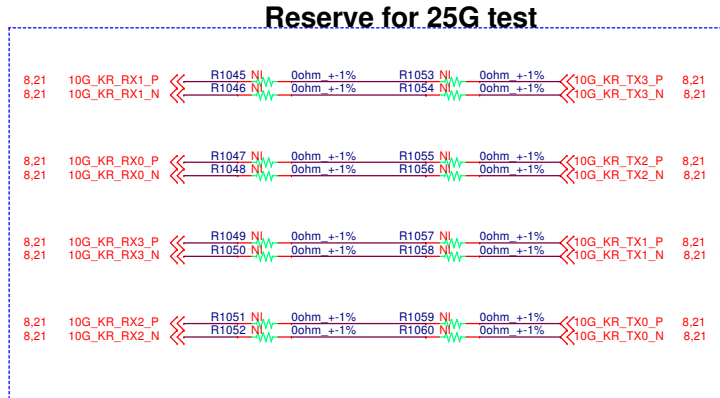 Reserve for 25G test
8,21 10G_KR_RX1_P R1045 NI 0ohm_+-1% R1053 NI 0ohm_+-1% 10G_KR_TX3_P 8,21
8,21 10G_KR_RX1_N R1046 NI 0ohm_+-1% R1054 NI 0ohm_+-1% 10G_KR_TX3_N 8,21
8,21 10G_KR_RX0_P R1047 NI 0ohm_+-1% R1055 NI 0ohm_+-1% 10G_KR_TX2_P 8,21
8,21 10G_KR_RX0_N R1048 NI 0ohm_+-1% R1056 NI 0ohm_+-1% 10G_KR_TX2_N 8,21
8,21 10G_KR_RX3_P R1049 NI 0ohm_+-1% R1057 NI 0ohm_+-1% 10G_KR_TX1_P 8,21
8,21 10G_KR_RX3_N R1050 NI 0ohm_+-1% R1058 NI 0ohm_+-1% 10G_KR_TX1_N 8,21
8,21 10G_KR_RX2_P R1051 NI 0ohm_+-1% R1059 NI 0ohm_+-1% 10G_KR_TX0_P 8,21
8,21 10G_KR_RX2_N R1052 NI 0ohm_+-1% R1060 NI 0ohm_+-1% 10G_KR_TX0_N 8,21